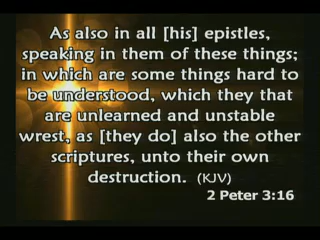 As also in all [his] epistles,
speaking in them of these things;
in which are some things hard to
be understood, which they that
are unlearned and unstable
wrest, as [they do] also the other
scriptures, unto their own
destruction. (KJV)
2 Peter 3:16